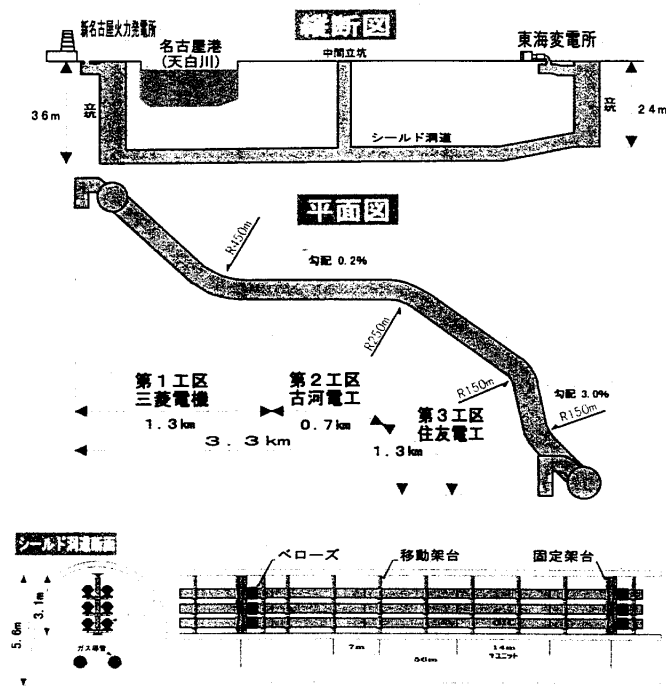 縦断図
新名古屋火力発電所
名古屋港
(天白川)
中間立坑
東海変電所
36m
立坑
シールド洞道
立坑
24m
平面図
R450m
勾配 0.2%
R250m
第1工区
三菱電機
1.3km
第2工区
古河電工
0.7km
第3工区
住友電工
1.3km
3.3km
R150m
勾配 3.0%
R150m
シールド洞道断面
ベローズ
移動架台
固定架台
5.6m
3.1m
ガス導管
7m
56m
14m